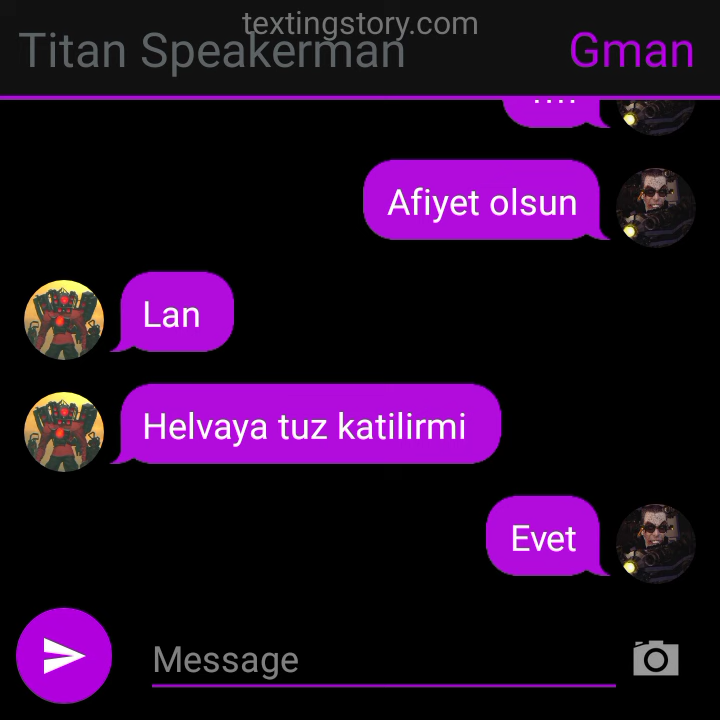 textingstory.com
Titan Speakerman
Gman
....
Afiyet olsun
Lan
Helvaya tuz katilirmi
Evet
Message